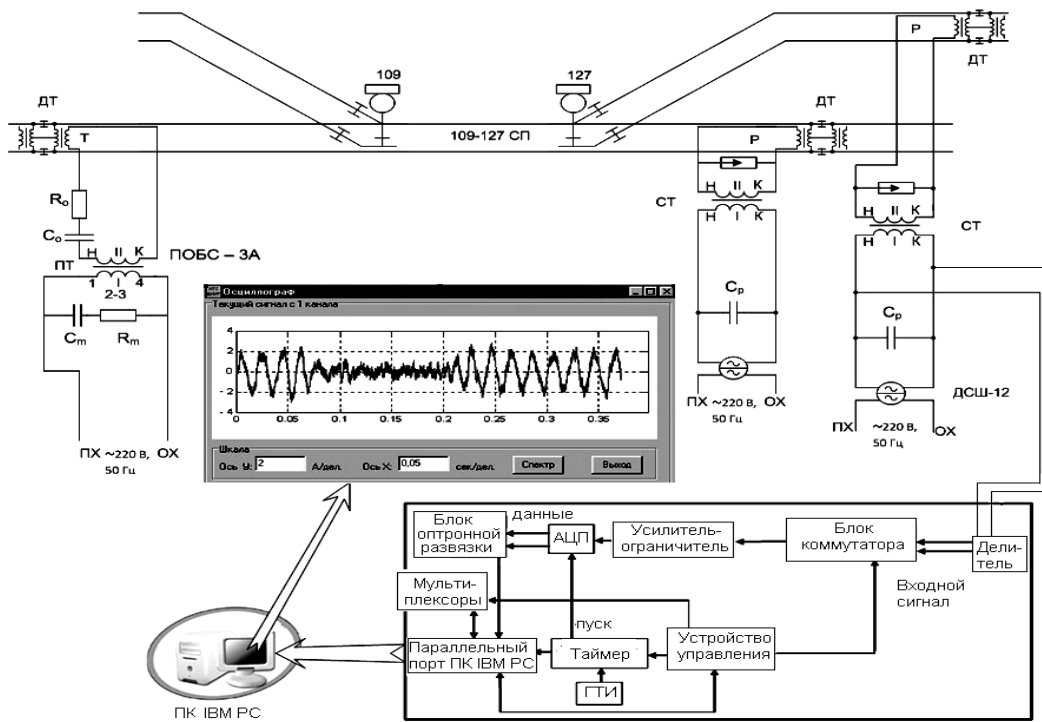 Р
ДТ
109
127
ДТ
ДТ
Т
109-127 СП
Р
Rо
Cо
Н II К
ПОБС – 3А
ПТ
1 I 4
2-3
Cm
Rm
ПХ ~220 В, ОХ
50 Гц
СТ
Н II К
Н I К
Cр
ПХ ~220 В, ОХ
50 Гц
Н II К
Н I К
СТ
Cр
ДСШ-12
ПХ ~220 В, ОХ
50 Гц
Осциллограф
Текущий сигнал с 1 канала
4
2
0
-2
-4
0 0.05 0.1 0.15 0.2 0.25 0.3 0.35
Шкала
Ось У: 2 А/дел. Ось Х: 0,05 сек/дел. Спектр Выход
Блок оптронной развязки
данные
АЦП
Усилитель-ограничитель
Блок коммутатора
Дели-тель
Входной сигнал
Мульти-плексоры
пуск
Параллельный порт ПК IBM PC
Таймер
Устройство управления
ГТИ
ПК IBM PC